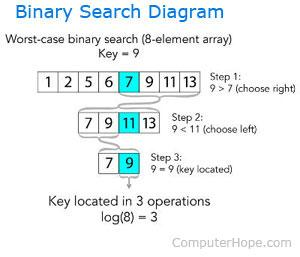 Binary Search Diagram
Worst-case binary search (8-element array)
Key = 9
1 2 5 6 7 9 11 13
Step 1:
9 > 7 (choose right)
7 9 11 13
Step 2:
9 < 11 (choose left)
7 9
Step 3:
9 = 9 (key located)
Key located in 3 operations
log(8) = 3
ComputerHope.com